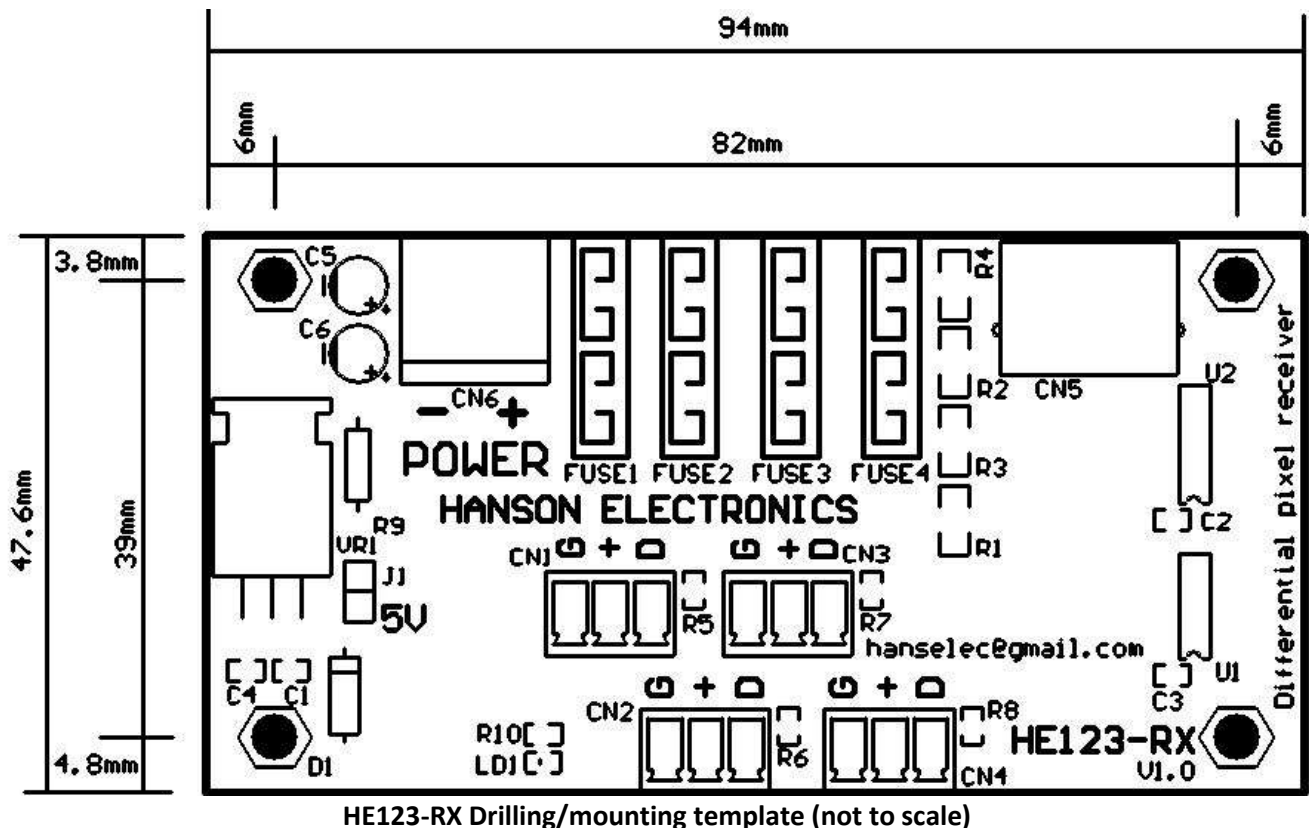 94mm
6mm
82mm
6mm
3.8mm
47.6mm
39mm
4.8mm
C5
C6
R4
CN6
- +
POWER
FUSE1 FUSE2 FUSE3 FUSE4
R2
CN5
U2
R3
HANSON ELECTRONICS
R9
VR1
J1
5V
CN1
G + D
G + D
CN3
R1
C2
R5
R7
hanselec@gmail.com
Differential pixel receiver
C4
C1
G + D
G + D
C3
U1
CN2
R8
R10
LD1
D1
R6
CN4
HE123-RX
V1.0
HE123-RX Drilling/mounting template (not to scale)